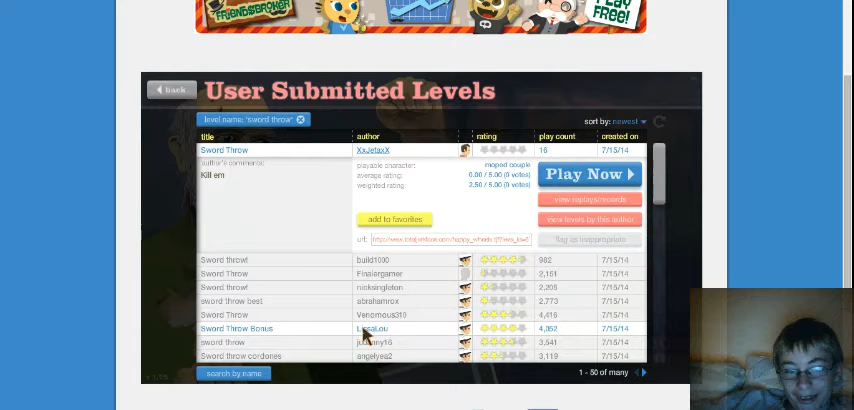 FRIEND$BROKER
PLAY FREE!
back
User Submitted Levels
level name: 'sword throw'
sort by: newest
title author rating play count created on
Sword Throw XxJetaxX 16 7/15/14
author's comments:
Kill em
playable character: moped couple
average rating: 0.00 / 5.00 (0 votes)
weighted rating: 2.50 / 5.00 (0 votes)
Play Now
view replays/records
add to favorites
view levels by this author
url:
flag as inappropriate
Sword throw! build1000 982 7/15/14
Sword Throw Finalergamer 2,151 7/15/14
Sword throw! nicksingleton 2,205 7/15/14
sword throw best abrahamrox 2,773 7/15/14
Sword Throw Venomous310 4,416 7/15/14
Sword Throw Bonus 4,052 7/15/14
sword throw 3,541 7/15/14
Sword throw cordones angelyea2 3,119 7/15/14
search by name
1 - 50 of many